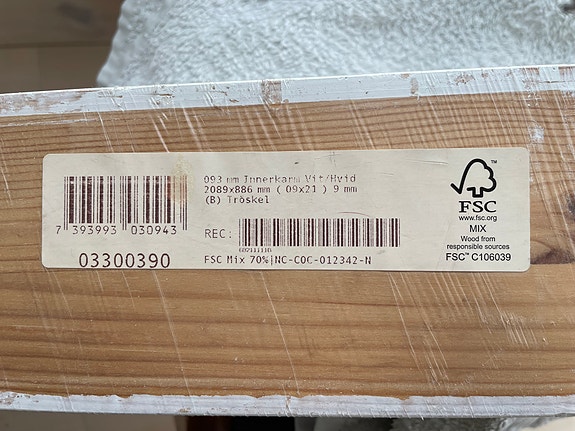 093 mm Innerkarm Vit/Hvid
2089x886 mm ( 09x21 ) 9 mm
(B) Tröskel
7 393993 030943
03300390
REC:
602111116
FSC Mix 70%|NC-COC-012342-N
FSC
www.fsc.org
MIX
Wood from
responsible sources
FSC™ C106039